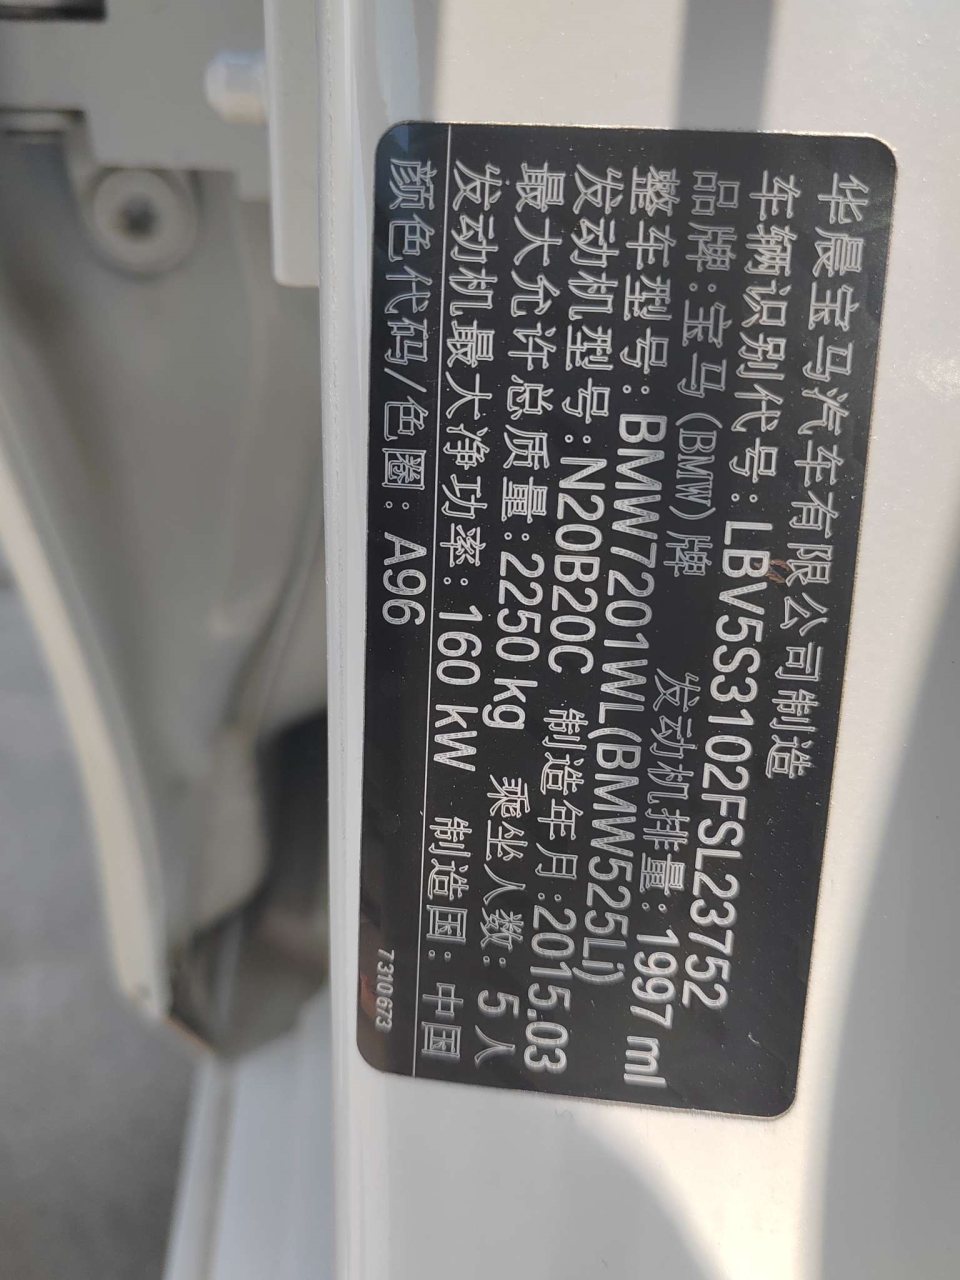 华晨宝马汽车有限公司制造
车辆识别代号:LBV5S3102FSL23752
品牌:宝马(BMW)牌 发动机排量:1997 ml
整车型号:BMW7201WL(BMW525Li)
发动机型号:N20B20C 制造年月:2015.03
最大允许总质量:2250 kg 乘坐人数:5人
发动机最大净功率:160 kW 制造国:中国
颜色代码/色圈:A96 7310673